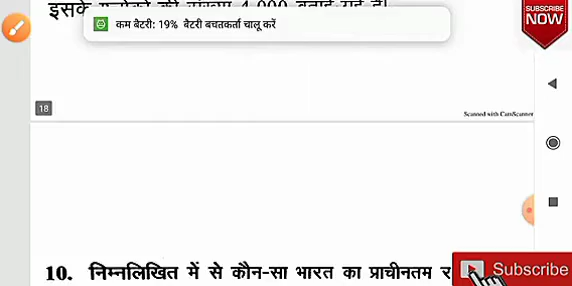 इसके
कम बैटरी: 19% बैटरी बचतकर्ता चालू करें
SUBSCRIBE
NOW
18
Scanned with CamScanner
10. निम्नलिखित में से कौन-सा भारत का प्राचीनतम
Subscribe